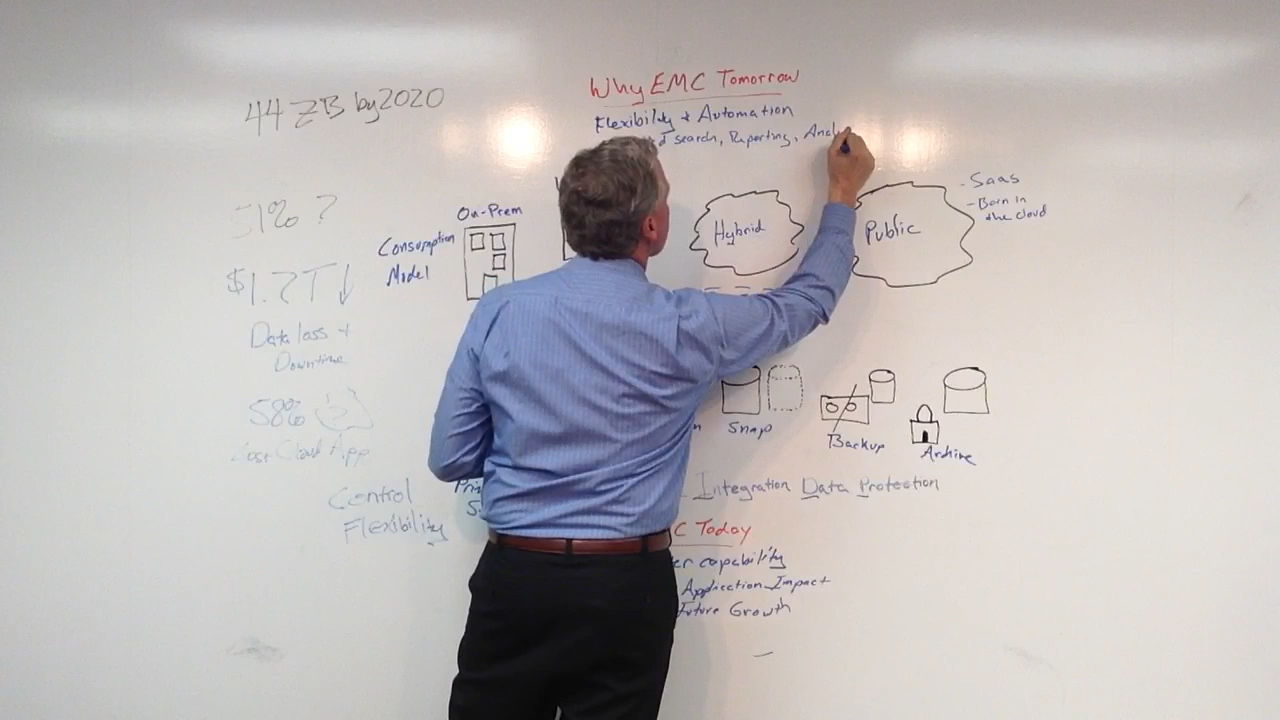 44 ZB by 2020
Why EMC Tomorrow
Flexibility & Automation
search, Reporting, Anal
51% ?
On-Prem
Consumption
Model
Hybrid
Public
- SaaS
- Born in
the cloud
$1.7T ↓
Data loss +
Downtime
58%
Cloud App
Snap
Backup
Archive
Control
Flexibility
Integration Data Protection
C Today
er capability
Application Impact
Future Growth